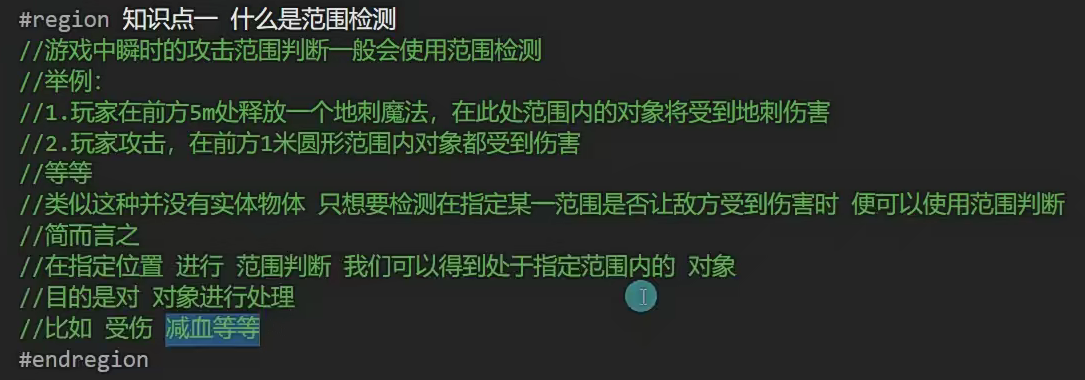 #region 知识点一 什么是范围检测
//游戏中瞬时的攻击范围判断一般会使用范围检测
//举例：
//1.玩家在前方5m处释放一个地刺魔法，在此处范围内的对象将受到地刺伤害
//2.玩家攻击，在前方1米圆形范围内对象都受到伤害
//等等
//类似这种并没有实体物体 只想要检测在指定某一范围是否让敌方受到伤害时 便可以使用范围判断
//简而言之
//在指定位置 进行 范围判断 我们可以得到处于指定范围内的 对象
//目的是对 对象进行处理
//比如 受伤 减血等等
#endregion